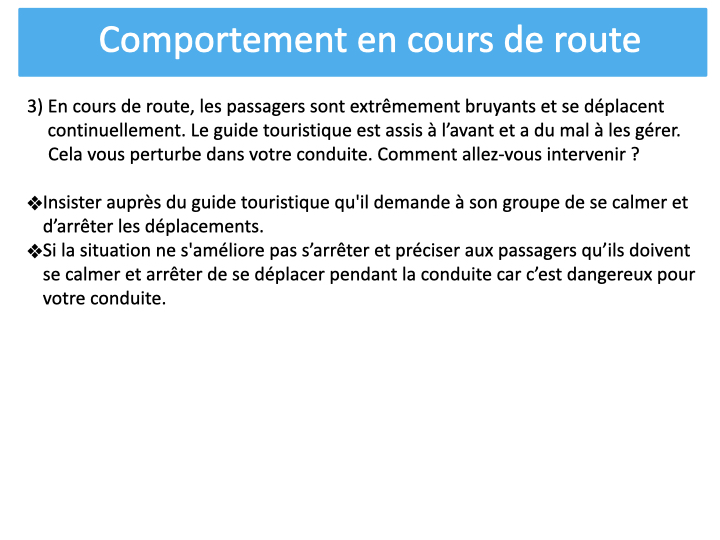 Comportement en cours de route
3) En cours de route, les passagers sont extrêmement bruyants et se déplacent
continuellement. Le guide touristique est assis à l’avant et a du mal à les gérer.
Cela vous perturbe dans votre conduite. Comment allez-vous intervenir ?
❖Insister auprès du guide touristique qu'il demande à son groupe de se calmer et
d’arrêter les déplacements.
❖Si la situation ne s'améliore pas s’arrêter et préciser aux passagers qu’ils doivent
se calmer et arrêter de se déplacer pendant la conduite car c’est dangereux pour
votre conduite.